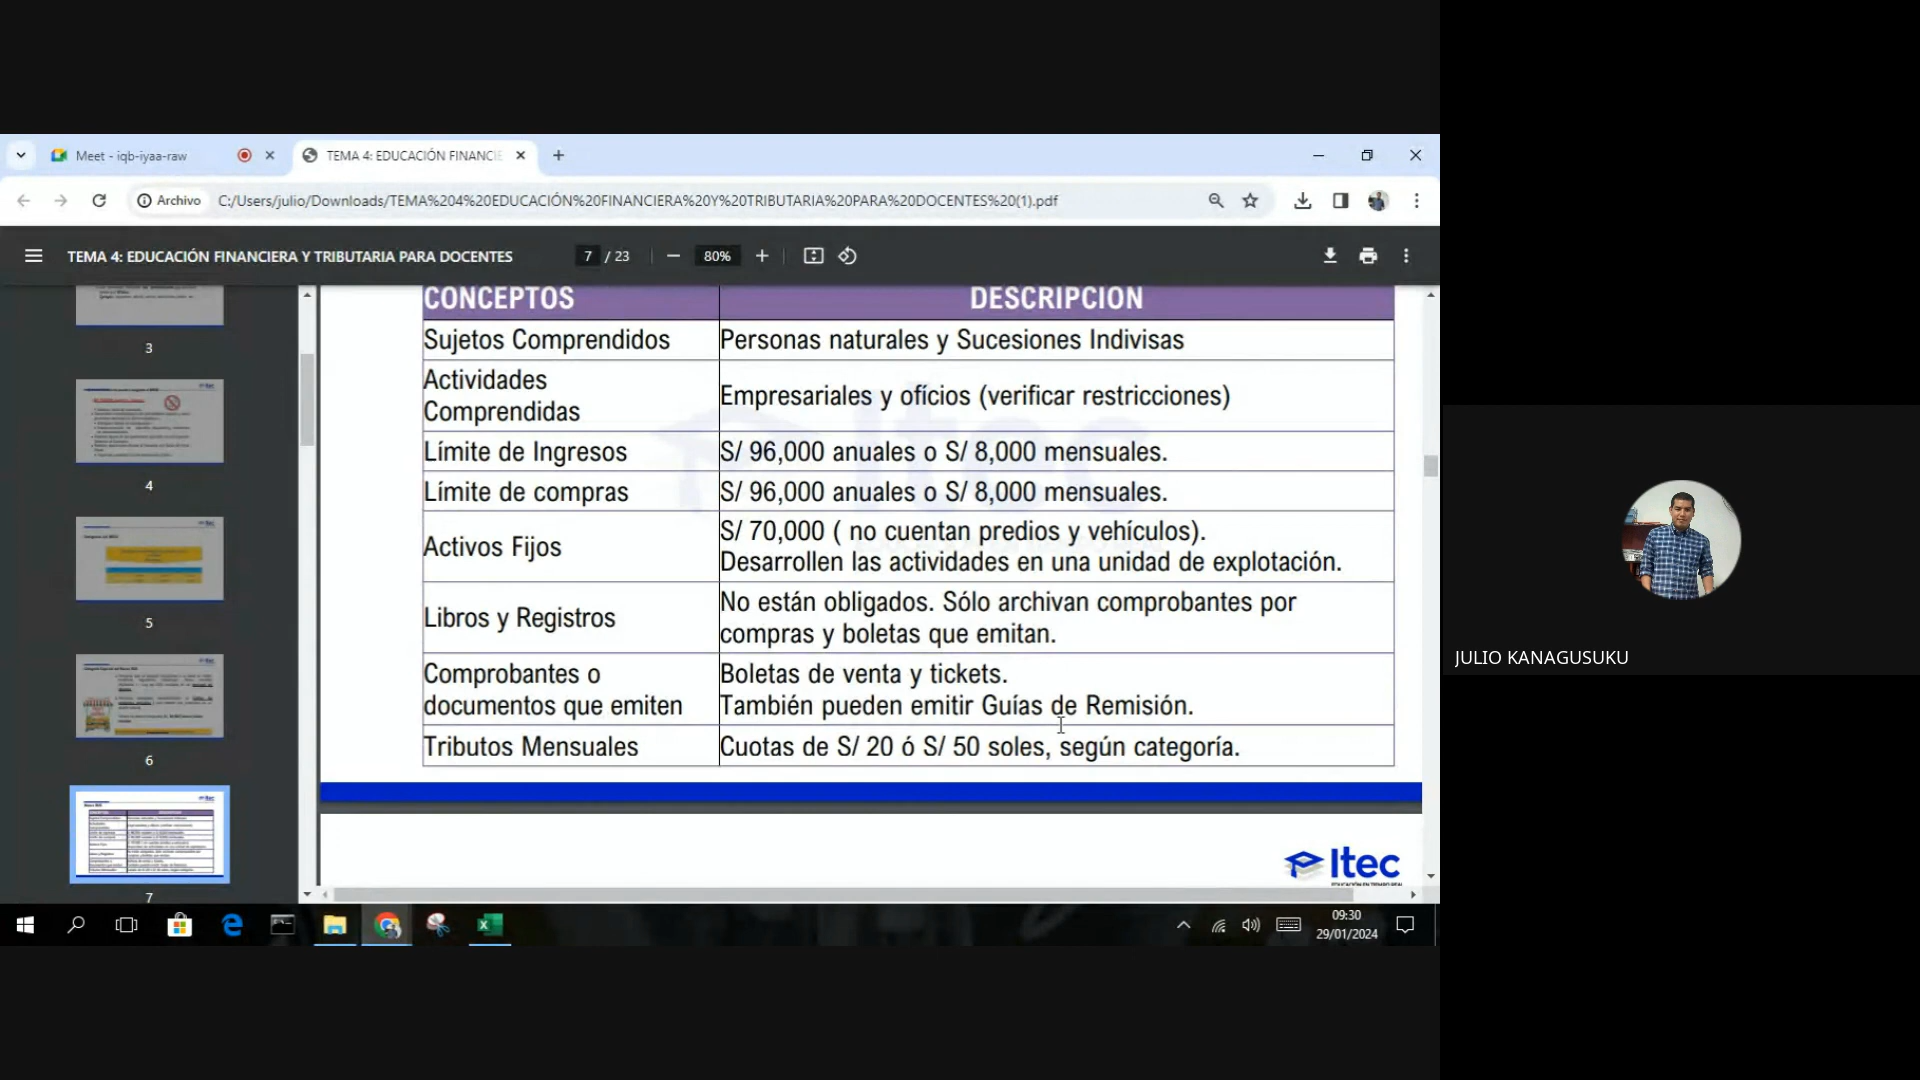 Meet - iqb-iyaa-raw
TEMA 4: EDUCACIÓN FINANCIE
Archivo
C:/Users/julio/Downloads/TEMA%204%20EDUCACIÓN%20FINANCIERA%20Y%20TRIBUTARIA%20PARA%20DOCENTES%20(1).pdf
TEMA 4: EDUCACIÓN FINANCIERA Y TRIBUTARIA PARA DOCENTES
7 / 23
80%
3
4
5
6
7
CONCEPTOS
DESCRIPCION
Sujetos Comprendidos
Personas naturales y Sucesiones Indivisas
Actividades
Comprendidas
Empresariales y ofícios (verificar restricciones)
Límite de Ingresos
S/ 96,000 anuales o S/ 8,000 mensuales.
Límite de compras
S/ 96,000 anuales o S/ 8,000 mensuales.
Activos Fijos
S/ 70,000 ( no cuentan predios y vehículos).
Desarrollen las actividades en una unidad de explotación.
Libros y Registros
No están obligados. Sólo archivan comprobantes por
compras y boletas que emitan.
Comprobantes o
documentos que emiten
Boletas de venta y tickets.
También pueden emitir Guías de Remisión.
Tributos Mensuales
Cuotas de S/ 20 ó S/ 50 soles, según categoría.
Itec
JULIO KANAGUSUKU
09:30
29/01/2024